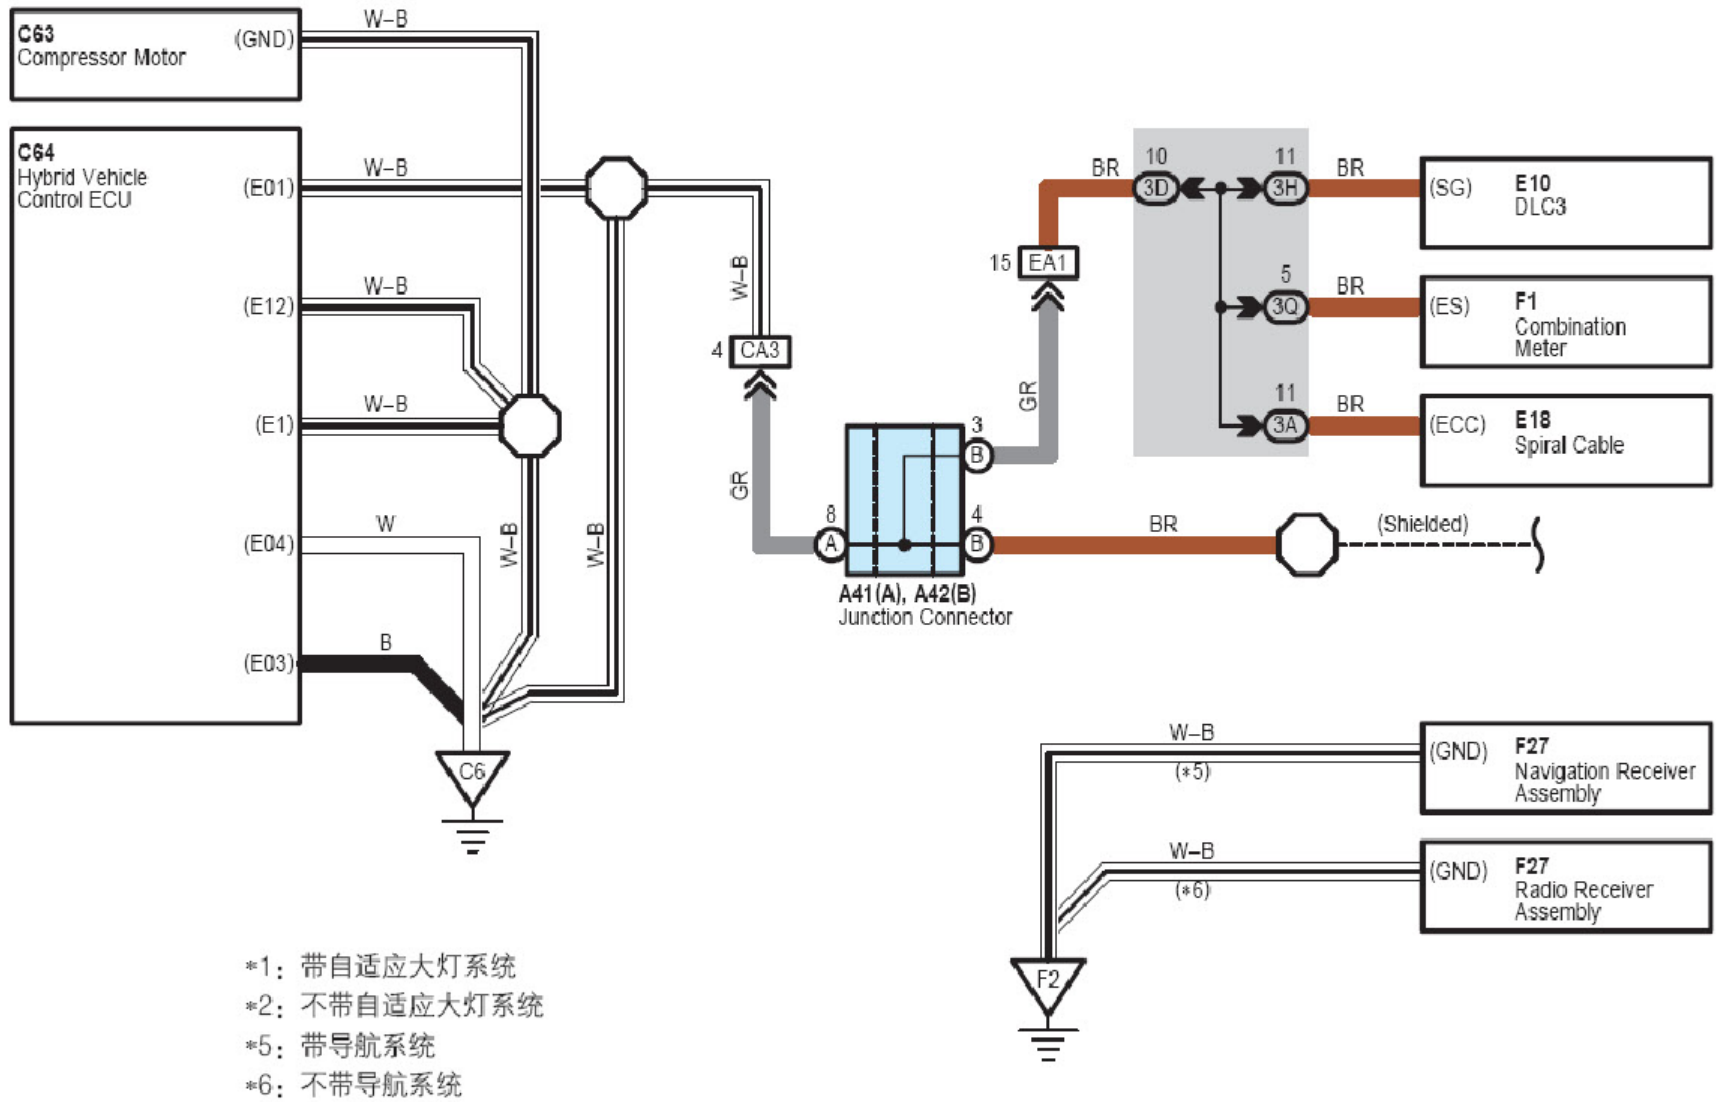 C63
Compressor Motor
(GND)
W–B
C64
Hybrid Vehicle
Control ECU
(E01)
W–B
(E12)
W–B
(E1)
W–B
(E04)
W
(E03)
B
W–B
W–B
C6
W–B
4
CA3
GR
8
A
3
B
4
B
A41(A), A42(B)
Junction Connector
GR
15
EA1
BR
10
3D
11
3H
BR
(SG)
E10
DLC3
5
3Q
BR
(ES)
F1
Combination
Meter
11
3A
BR
(ECC)
E18
Spiral Cable
BR
(Shielded)
W–B
(*5)
(GND)
F27
Navigation Receiver
Assembly
W–B
(*6)
(GND)
F27
Radio Receiver
Assembly
F2
*1: 带自适应大灯系统
*2: 不带自适应大灯系统
*5: 带导航系统
*6: 不带导航系统